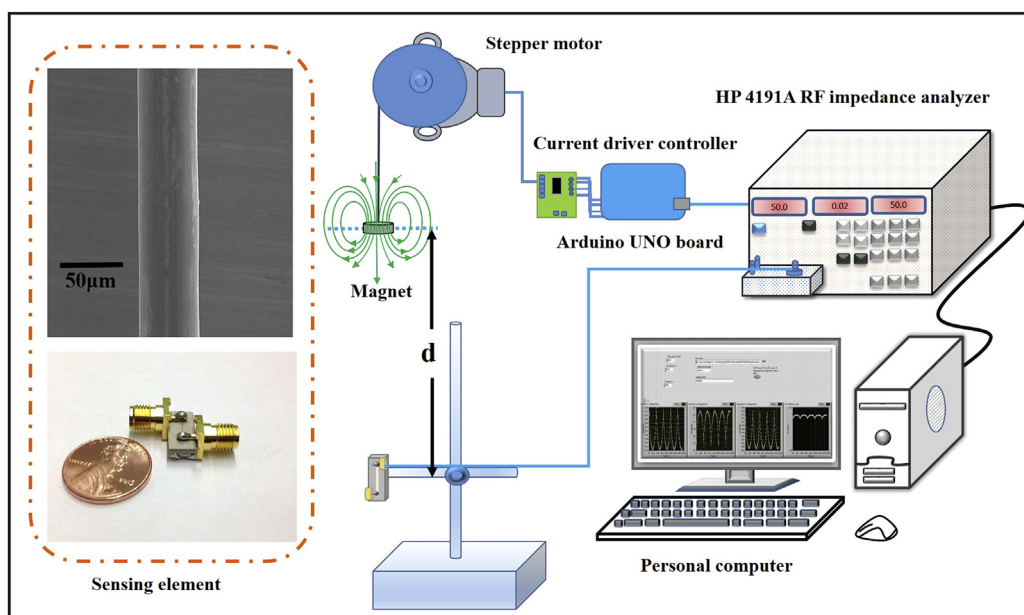 Stepper motor
HP 4191A RF impedance analyzer
Current driver controller
50.0
0.02
50.0
Arduino UNO board
50μm
Magnet
d
Personal computer
Sensing element